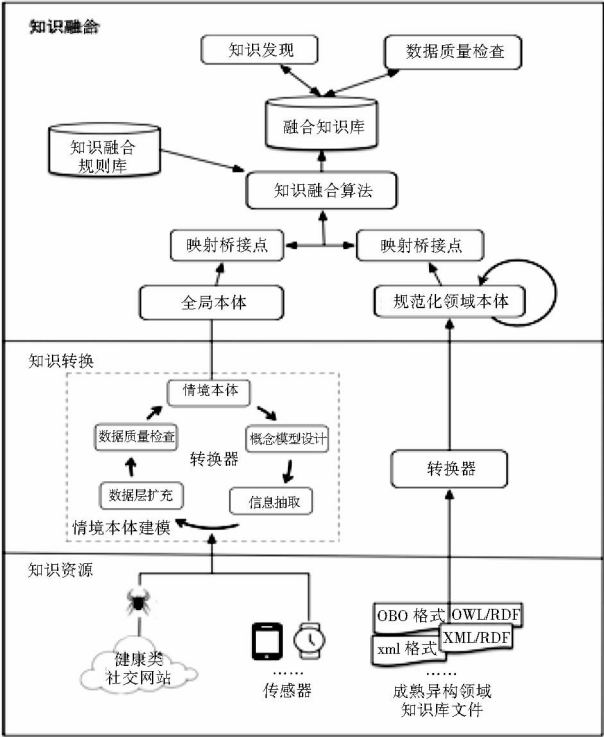 知识融合
知识发现
数据质量检查
融合知识库
知识融合
规则库
知识融合算法
映射桥接点
映射桥接点
全局本体
规范化领域本体
知识转换
情境本体
数据质量检查
概念模型设计
转换器
转换器
数据层扩充
信息抽取
情境本体建模
知识资源
OBO 格式
OWL/RDF
xml 格式
XML/RDF
健康类
社交网站
……
传感器
……
成熟异构领域
知识库文件